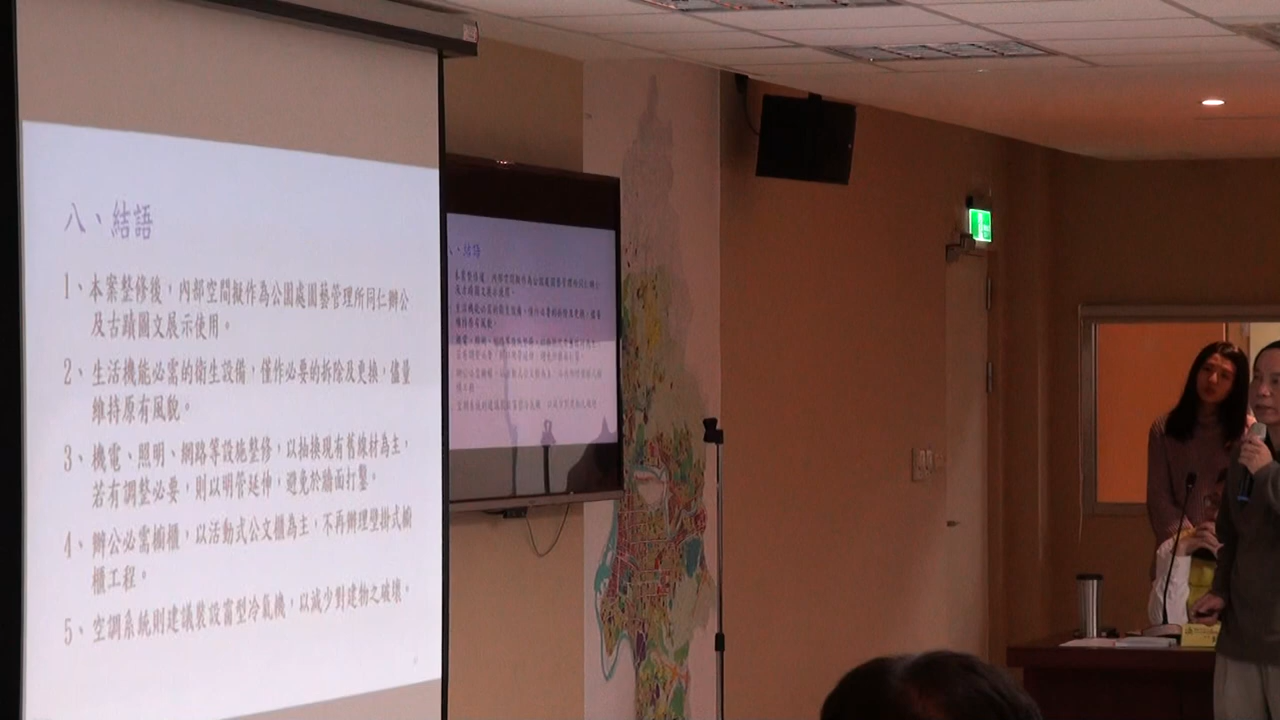 八、結語
1、本案整修後，內部空間擬作為公園處園藝管理所同仁辦公
及古蹟圖文展示使用。
2、生活機能必需的衛生設備，僅作必要的拆除及更換，儘量
維持原有風貌。
3、機電、照明、網路等設施整修，以抽換現有舊線材為主，
若有調整必要，則以明管延伸，避免於牆面打鑿。
4、辦公必需櫥櫃，以活動式公文櫃為主，不再辦理壁掛式櫥
櫃工程。
5、空調系統則建議裝設窗型冷氣機，以減少對建物之破壞。